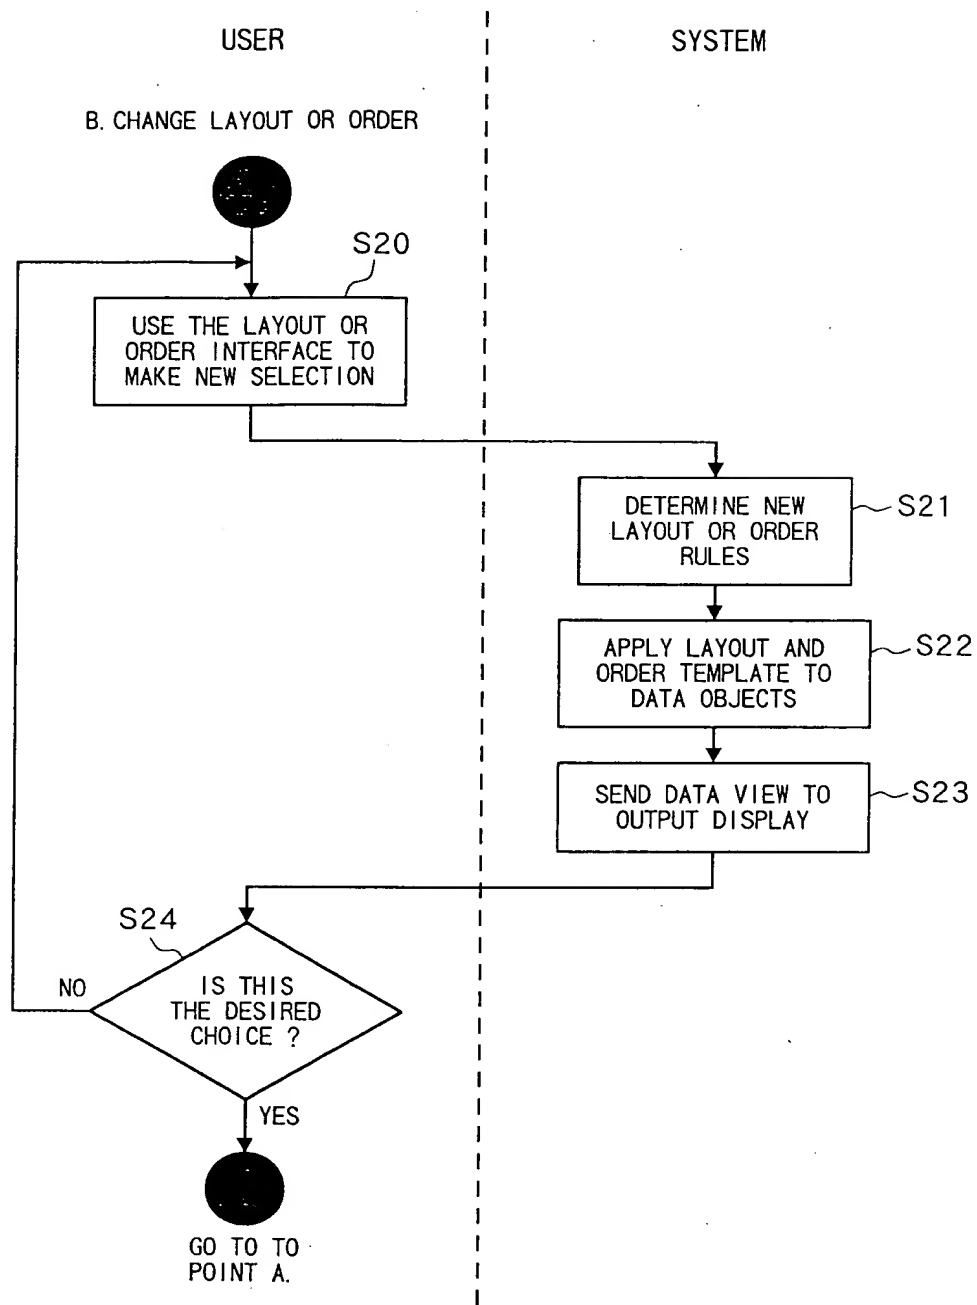 USER
SYSTEM
B. CHANGE LAYOUT OR ORDER
S20
USE THE LAYOUT OR
ORDER INTERFACE TO
MAKE NEW SELECTION
DETERMINE NEW
LAYOUT OR ORDER
RULES
S21
APPLY LAYOUT AND
ORDER TEMPLATE TO
DATA OBJECTS
S22
SEND DATA VIEW TO
OUTPUT DISPLAY
S23
S24
IS THIS
THE DESIRED
CHOICE ?
NO
YES
GO TO TO
POINT A.